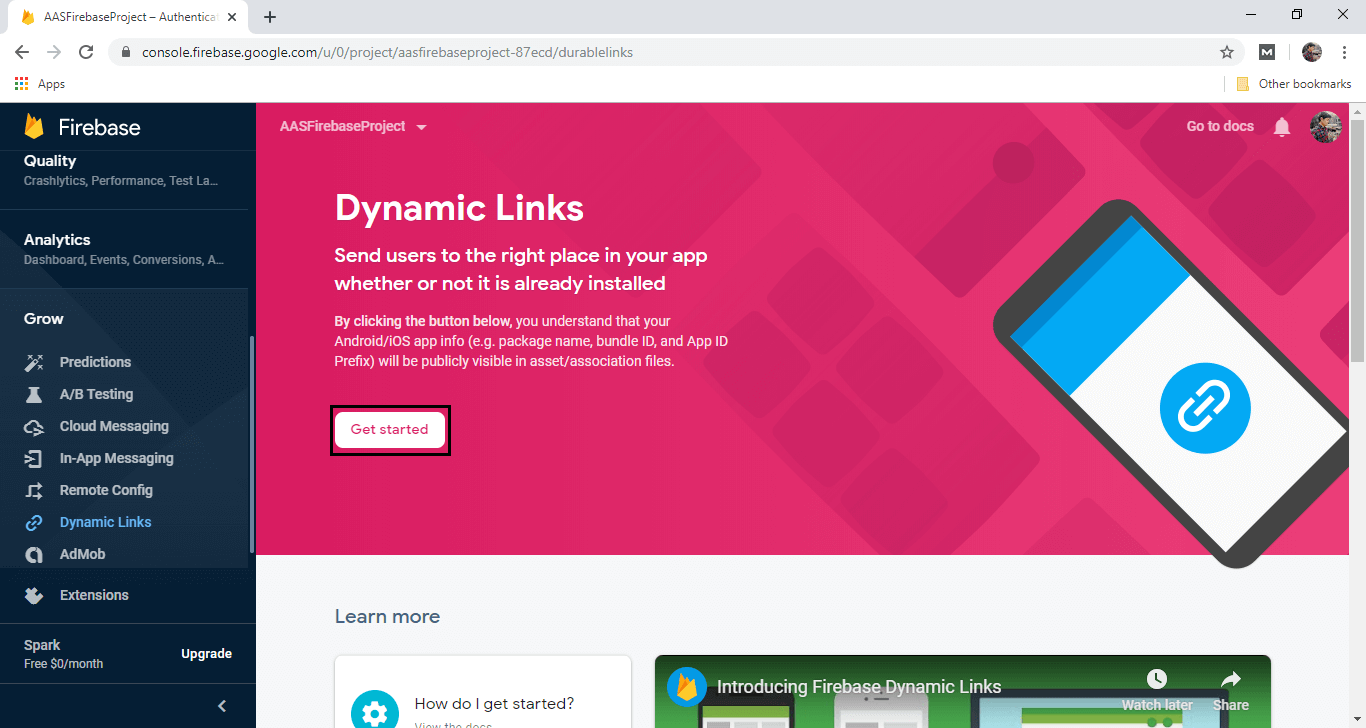 AASFirebaseProject – Authenticat
console.firebase.google.com/u/0/project/aasfirebaseproject-87ecd/durablelinks
Apps
Other bookmarks
Firebase
Quality
Crashlytics, Performance, Test La...
Analytics
Dashboard, Events, Conversions, A...
Grow
Predictions
A/B Testing
Cloud Messaging
In-App Messaging
Remote Config
Dynamic Links
AdMob
Extensions
Spark
Free $0/month
Upgrade
AASFirebaseProject
Go to docs
Dynamic Links
Send users to the right place in your app
whether or not it is already installed
By clicking the button below, you understand that your
Android/iOS app info (e.g. package name, bundle ID, and App ID
Prefix) will be publicly visible in asset/association files.
Get started
Learn more
How do I get started?
View the docs
Introducing Firebase Dynamic Links
Watch later
Share